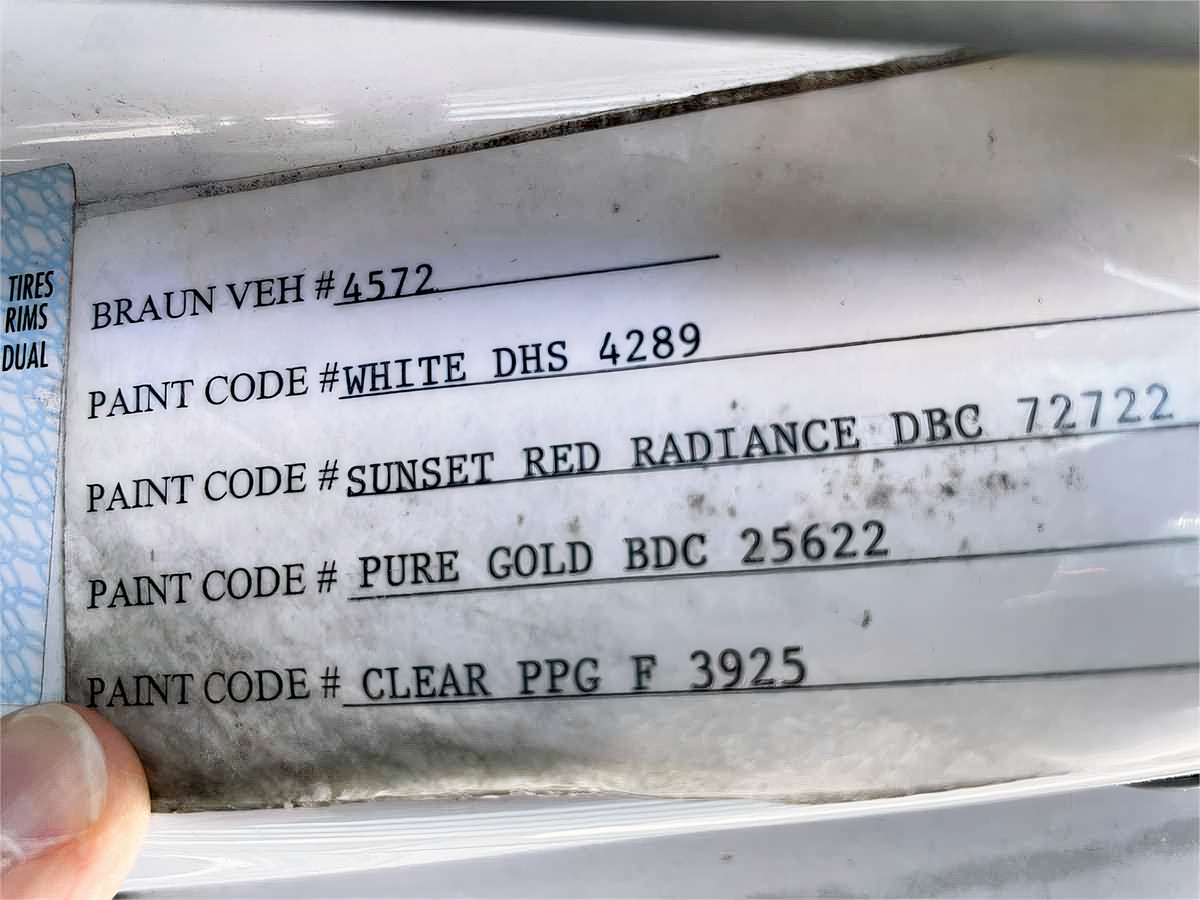 TIRES
RIMS
DUAL
BRAUN VEH #4572
PAINT CODE #WHITE DHS 4289
PAINT CODE #SUNSET RED RADIANCE DBC 72722
PAINT CODE # PURE GOLD BDC 25622
PAINT CODE # CLEAR PPG F 3925